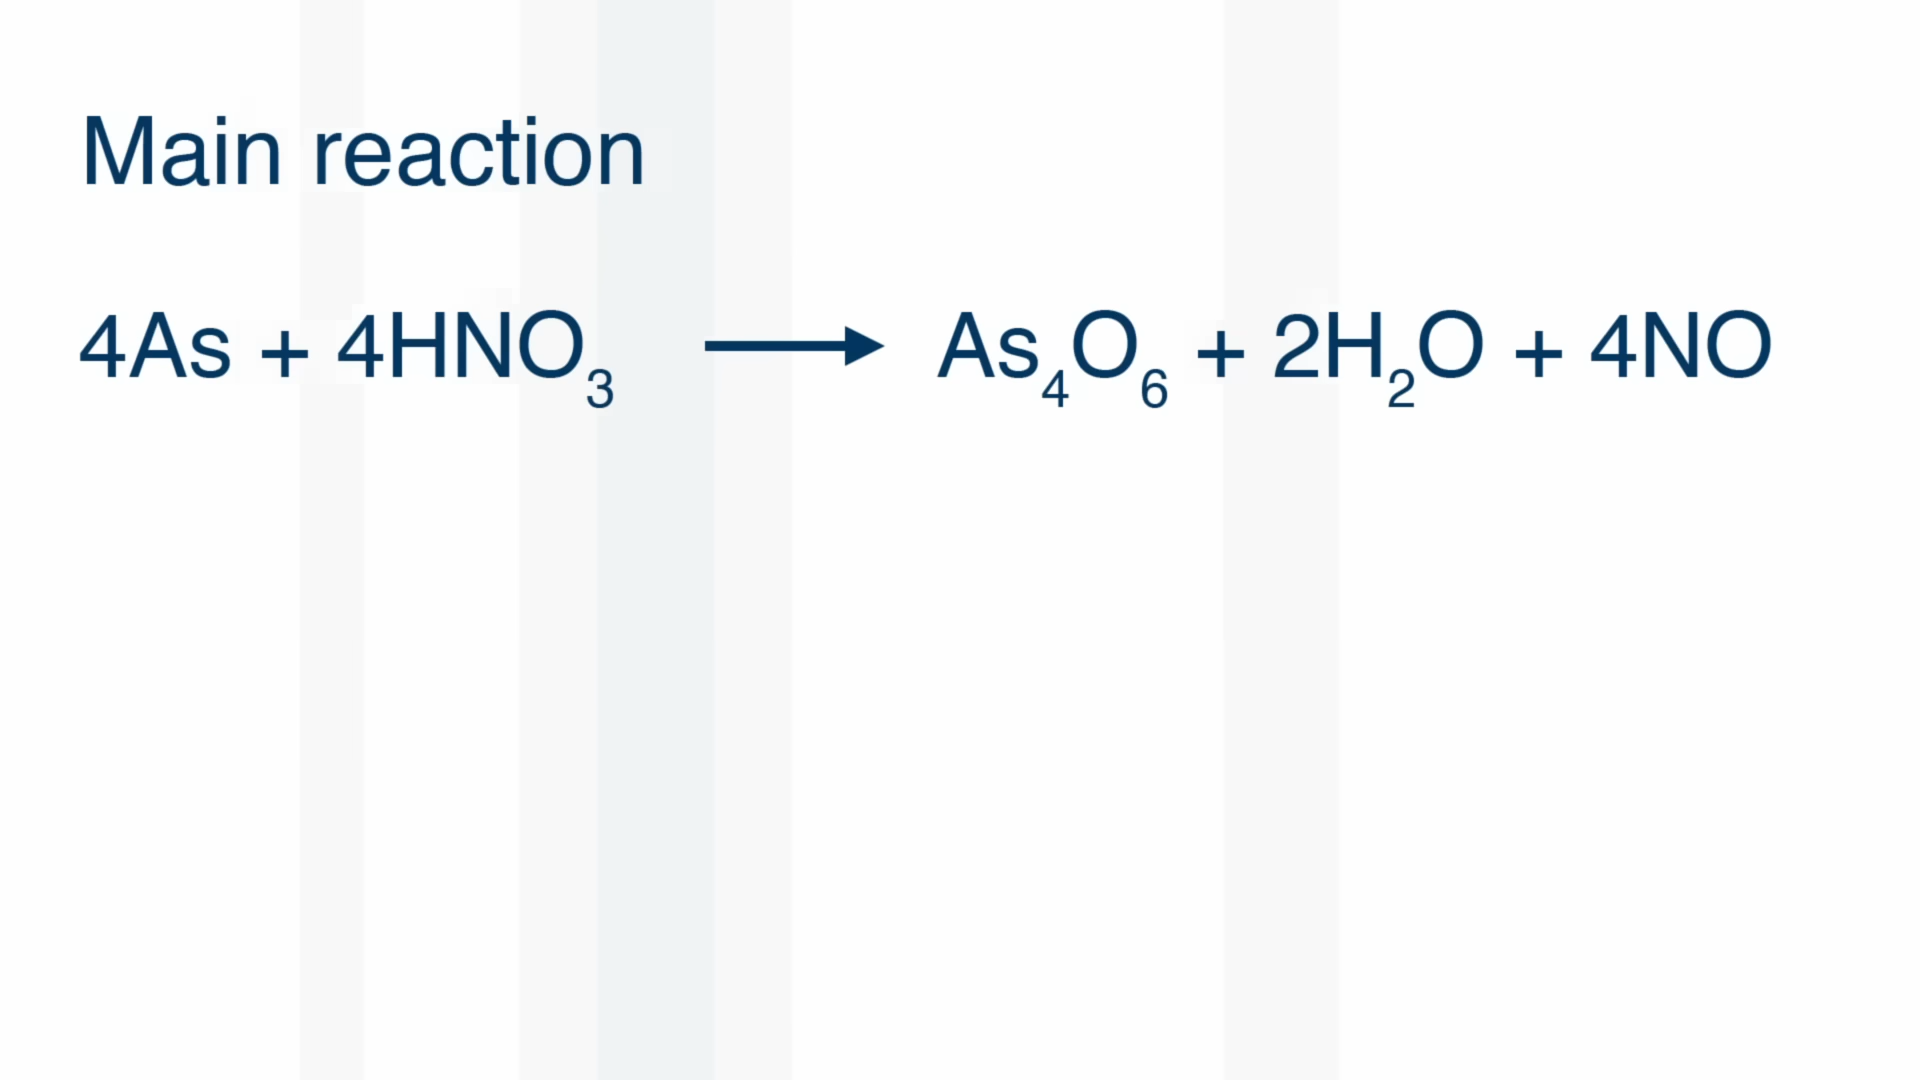 Main reaction
4As + 4HNO₃ → As₄O₆ + 2H₂O + 4NO